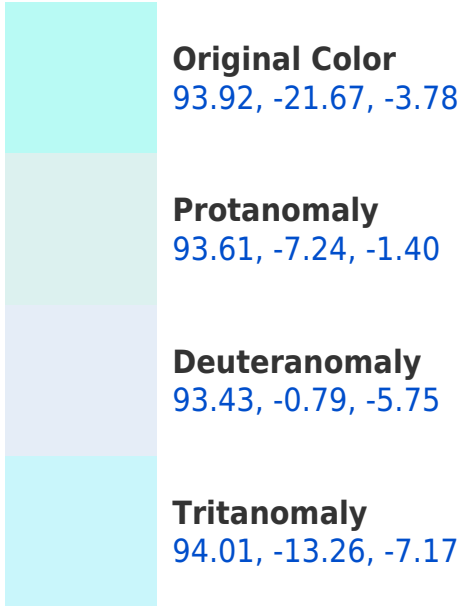 Original Color
93.92, -21.67, -3.78
Protanomaly
93.61, -7.24, -1.40
Deuteranomaly
93.43, -0.79, -5.75
Tritanomaly
94.01, -13.26, -7.17